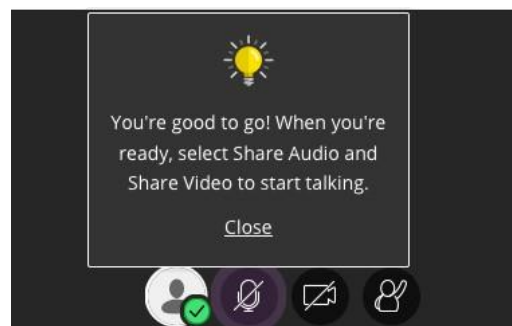 You're good to go! When you're
ready, select Share Audio and
Share Video to start talking.
Close